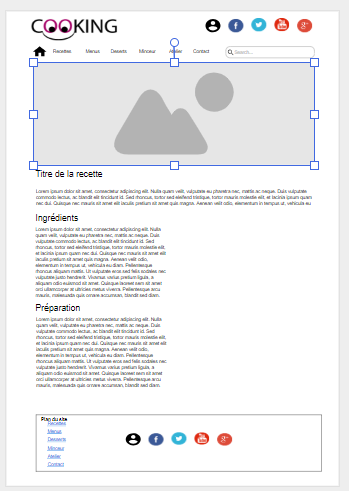 COOKING
Recettes Menus Desserts Minceur Atelier Contact Search...
Titre de la recette
Lorem ipsum dolor sit amet, consectetur adipiscing elit. Nulla quam velit, vulputate eu pharetra nec, mattis ac neque. Duis vulputate
commodo lectus, ac blandit elit tincidunt id. Sed rhoncus, tortor sed eleifend tristique, tortor mauris molestie elit, et lacinia ipsum quam
nec dui. Quisque nec mauris sit amet elit iaculis pretium sit amet quis magna. Aenean velit odio, elementum in tempus ut, vehicula eu
Ingrédients
Lorem ipsum dolor sit amet, consectetur adipiscing elit. Nulla
quam velit, vulputate eu pharetra nec, mattis ac neque. Duis
vulputate commodo lectus, ac blandit elit tincidunt id. Sed
rhoncus, tortor sed eleifend tristique, tortor mauris molestie elit,
et lacinia ipsum quam nec dui. Quisque nec mauris sit amet
elit iaculis pretium sit amet quis magna. Aenean velit odio,
elementum in tempus ut, vehicula eu diam. Pellentesque
rhoncus aliquam mattis. Ut vulputate eros sed felis sodales nec
vulputate justo hendrerit. Vivamus varius pretium ligula, a
aliquam odio euismod sit amet. Quisque laoreet sem sit amet
orci ullamcorper at ultricies metus viverra. Pellentesque arcu
mauris, malesuada quis ornare accumsan, blandit sed diam.
Préparation
Lorem ipsum dolor sit amet, consectetur adipiscing elit. Nulla
quam velit, vulputate eu pharetra nec, mattis ac neque. Duis
vulputate commodo lectus, ac blandit elit tincidunt id. Sed
rhoncus, tortor sed eleifend tristique, tortor mauris molestie elit,
et lacinia ipsum quam nec dui. Quisque nec mauris sit amet
elit iaculis pretium sit amet quis magna. Aenean velit odio,
elementum in tempus ut, vehicula eu diam. Pellentesque
rhoncus aliquam mattis. Ut vulputate eros sed felis sodales nec
vulputate justo hendrerit. Vivamus varius pretium ligula, a
aliquam odio euismod sit amet. Quisque laoreet sem sit amet
orci ullamcorper at ultricies metus viverra. Pellentesque arcu
mauris, malesuada quis ornare accumsan, blandit sed diam.
Plan du site
Recettes
Menus
Desserts
Minceur
Atelier
Contact